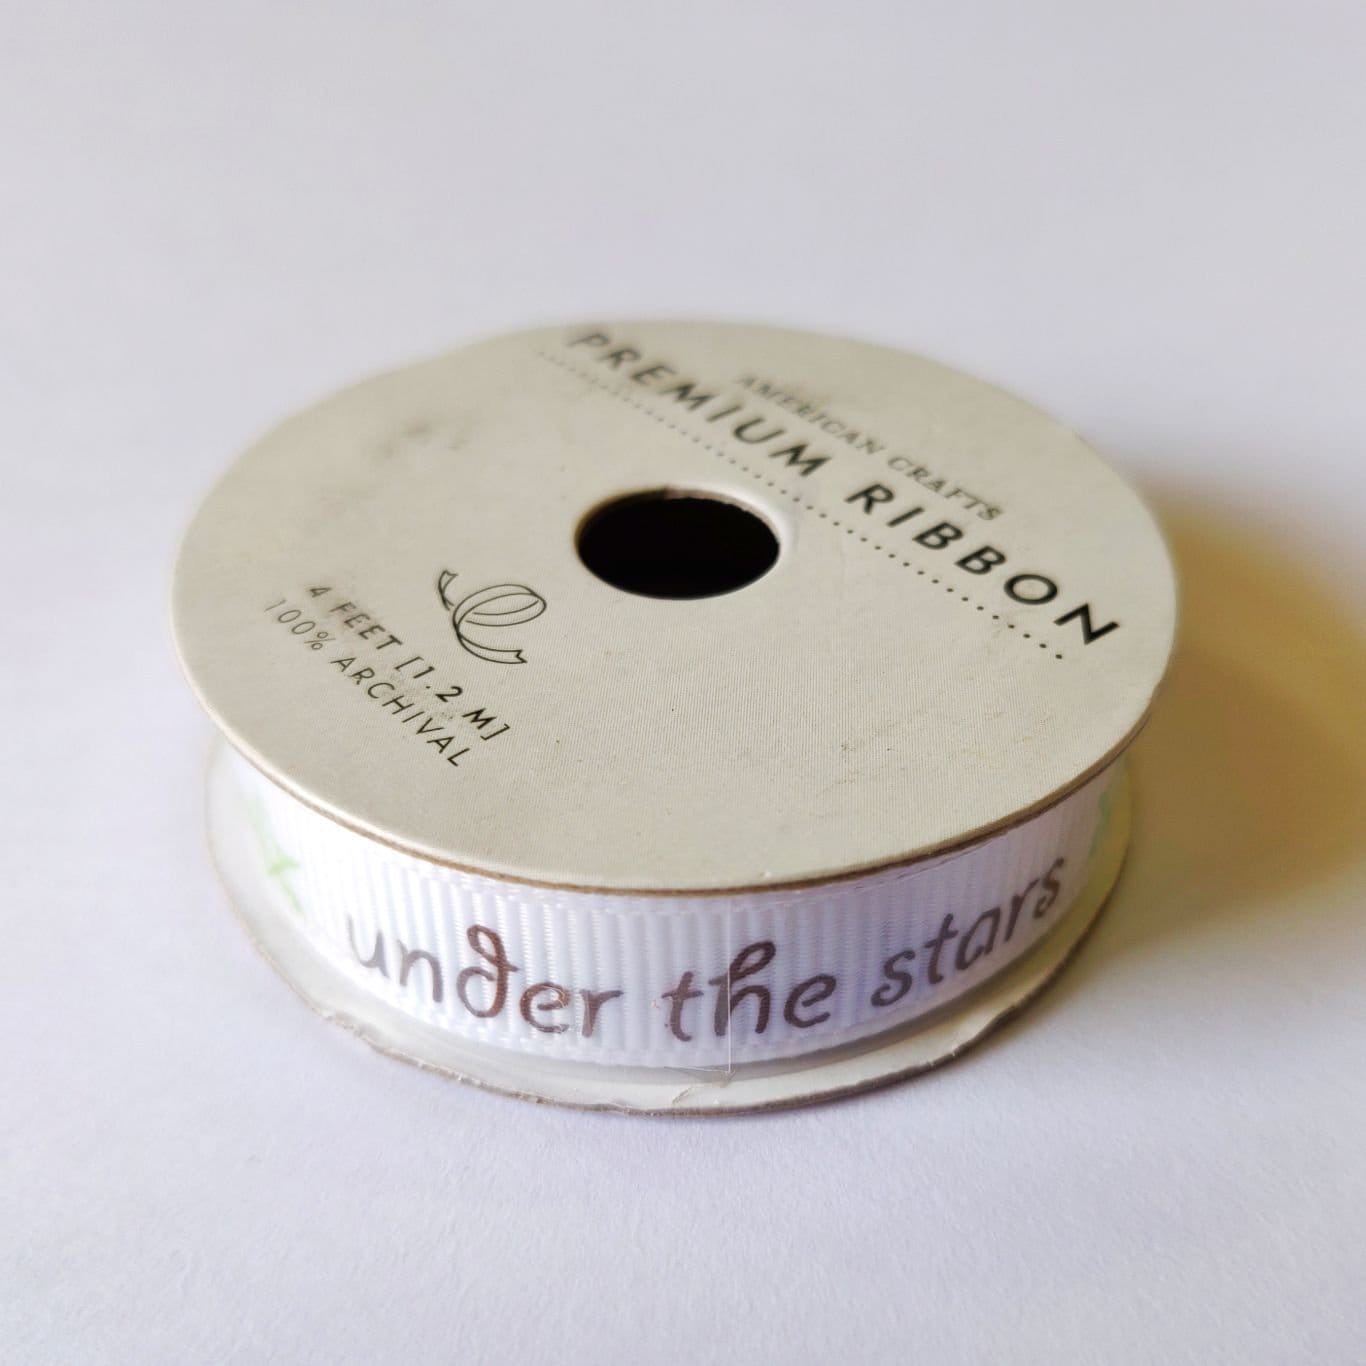 AMERICAN CRAFTS
PREMIUM RIBBON
4 FEET [1.2 M]
100% ARCHIVAL
under the stars